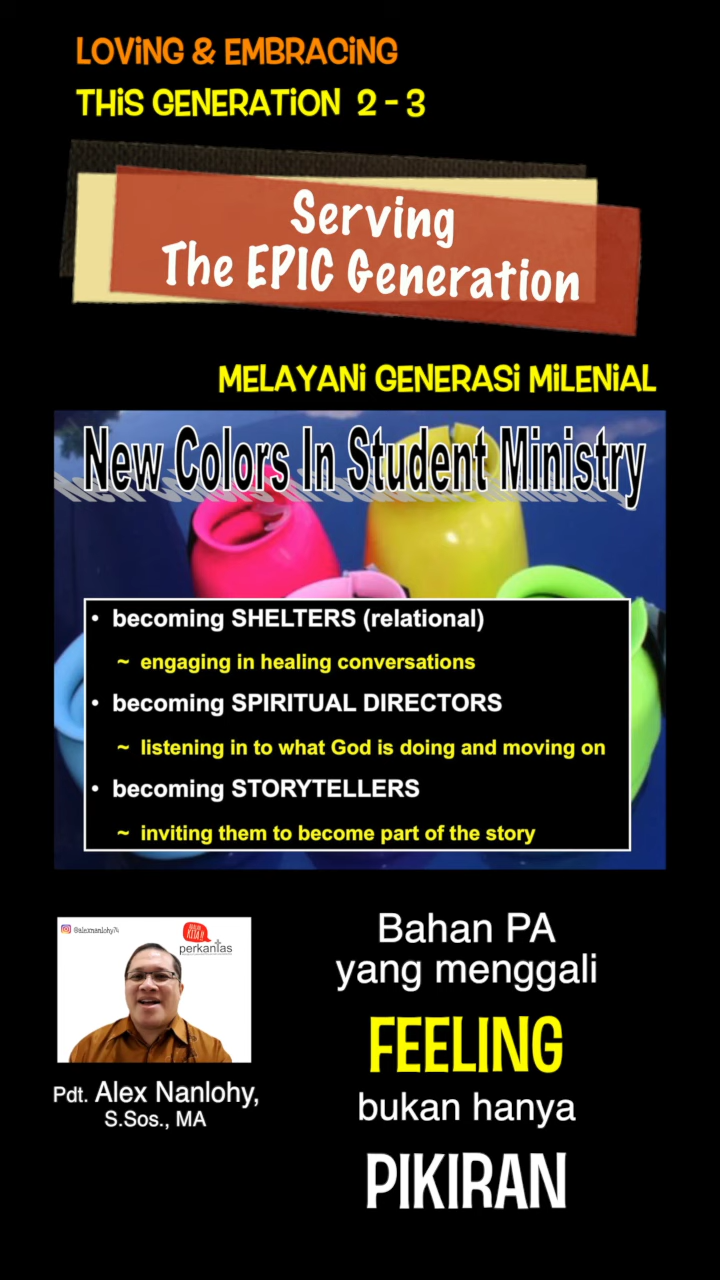 LOViNG & EMBRACiNG
THiS GENERATiON 2 - 3
Serving
The EPIC Generation
MELAYANi GENERASi MiLENiAL
New Colors In Student Ministry
• becoming SHELTERS (relational)
~ engaging in healing conversations
• becoming SPIRITUAL DIRECTORS
~ listening in to what God is doing and moving on
• becoming STORYTELLERS
~ inviting them to become part of the story
@alexnanlohy74
perkantas
Pdt. Alex Nanlohy,
S.Sos., MA
Bahan PA
yang menggali
FEELING
bukan hanya
PIKIRAN